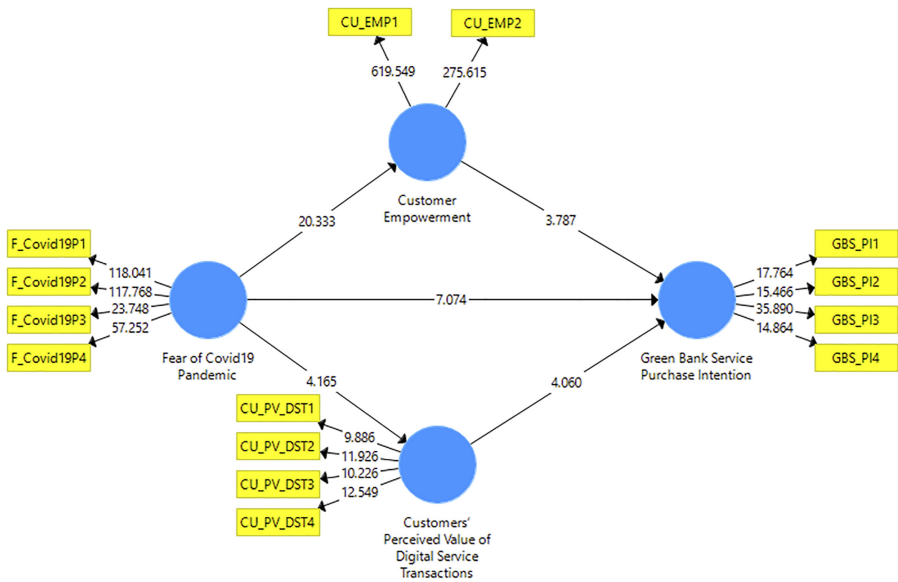 CU_EMP1
CU_EMP2
619.549
275.615
Customer
Empowerment
20.333
3.787
F_Covid19P1
F_Covid19P2
F_Covid19P3
F_Covid19P4
118.041
117.768
23.748
57.252
Fear of Covid19
Pandemic
7.074
GBS_PI1
GBS_PI2
GBS_PI3
GBS_PI4
17.764
15.466
35.890
14.864
Green Bank Service
Purchase Intention
4.165
4.060
CU_PV_DST1
CU_PV_DST2
CU_PV_DST3
CU_PV_DST4
9.886
11.926
10.226
12.549
Customers'
Perceived Value of
Digital Service
Transactions